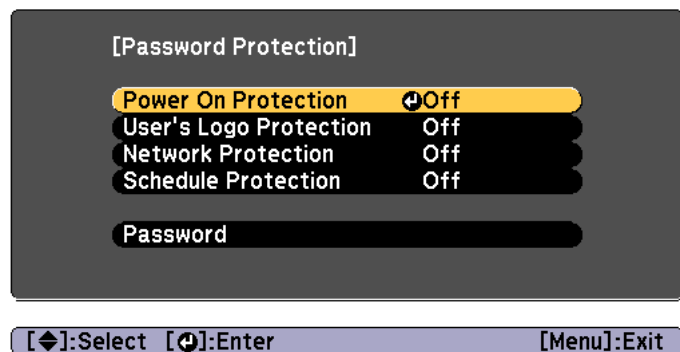 [Password Protection]
Power On Protection Off
User's Logo Protection Off
Network Protection Off
Schedule Protection Off
Password
[◆]:Select [↵]:Enter [Menu]:Exit